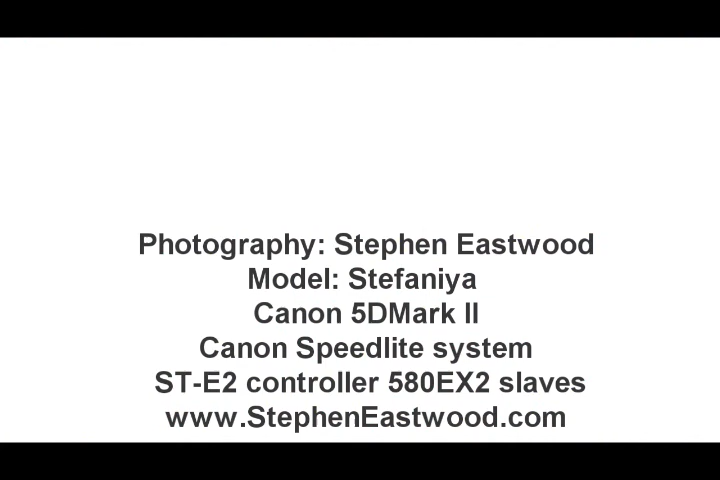 Photography: Stephen Eastwood
Model: Stefaniya
Canon 5DMark II
Canon Speedlite system
ST-E2 controller 580EX2 slaves
www.StephenEastwood.com